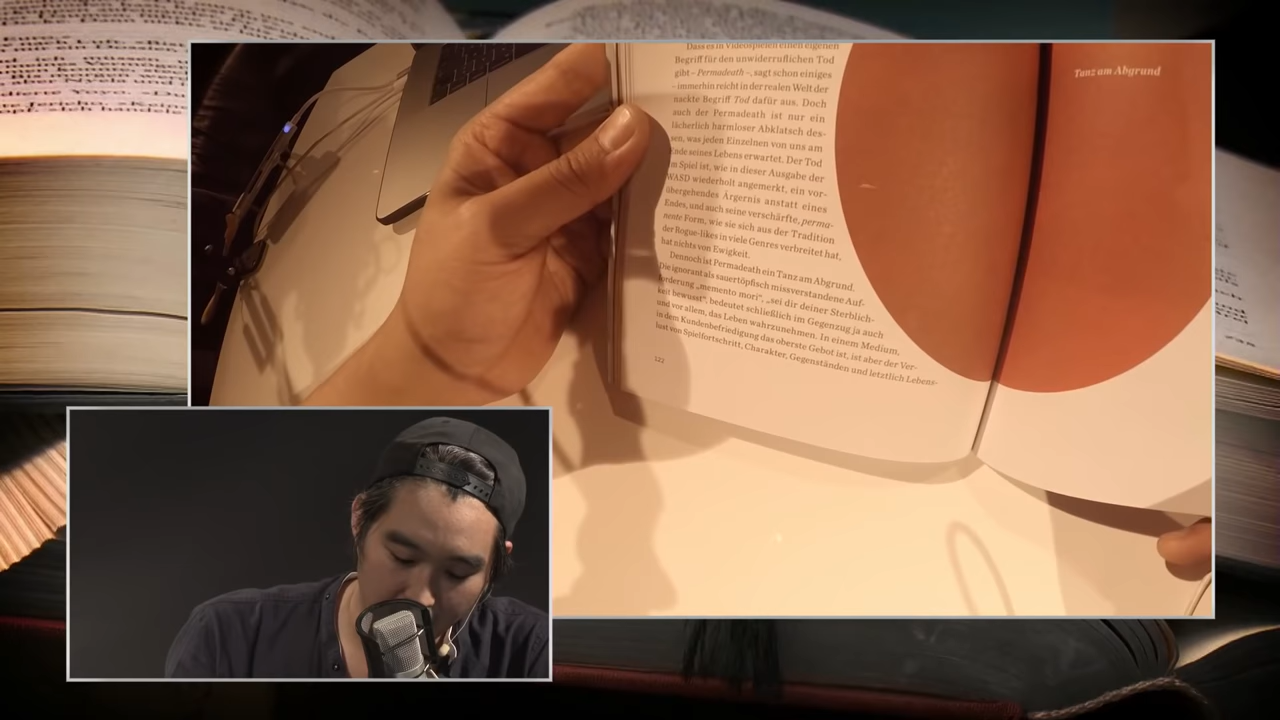 Dass es in Videospielen einen eigenen
Begriff für den unwiderruflichen Tod
gibt – Permadeath –, sagt schon einiges
– immerhin reicht in der realen Welt der
nackte Begriff Tod dafür aus. Doch
auch der Permadeath ist nur ein
lächerlich harmloser Abklatsch des-
sen, was jeden Einzelnen von uns am
Ende seines Lebens erwartet. Der Tod
im Spiel ist, wie in dieser Ausgabe der
WASD wiederholt angemerkt, ein vor-
übergehendes Ärgernis anstatt eines
Endes, und auch seine verschärfte, perma-
nente Form, wie sie sich aus der Tradition
der Rogue-likes in viele Genres verbreitet hat,
hat nichts von Ewigkeit.
Dennoch ist Permadeath ein Tanz am Abgrund.
Die ignorant als sauertöpfisch missverstandene Auf-
forderung „memento mori“, „sei dir deiner Sterblich-
keit bewusst“, bedeutet schließlich im Gegenzug ja auch
und vor allem, das Leben wahrzunehmen. In einem Medium,
in dem Kundenbefriedigung das oberste Gebot ist, ist aber der Ver-
lust von Spielfortschritt, Charakter, Gegenständen und letztlich Lebens-
122
Tanz am Abgrund